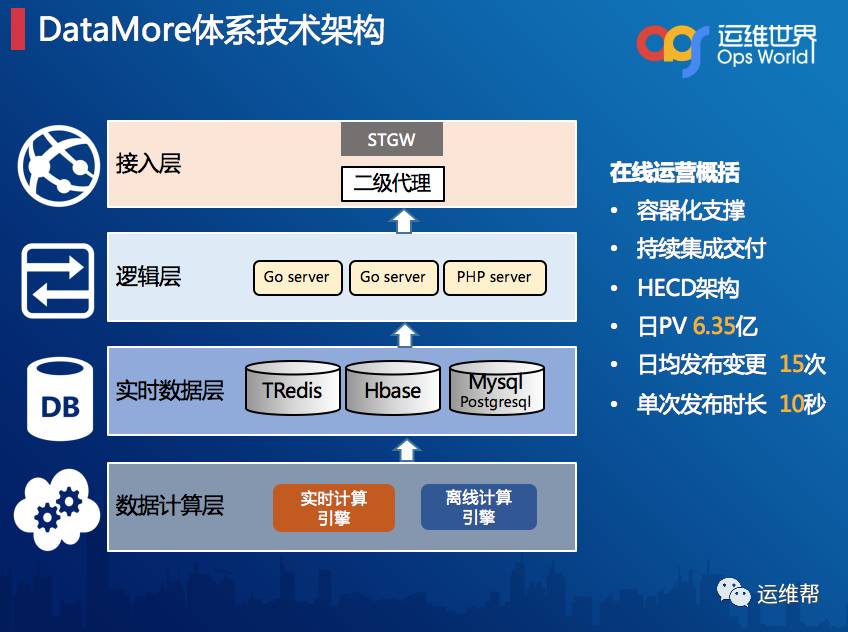 DataMore体系技术架构
ops
运维世界
Ops World
接入层
STGW
二级代理
逻辑层
Go server
Go server
PHP server
DB
实时数据层
TRedis
Hbase
Mysql
Postgresql
数据计算层
实时计算
引擎
离线计算
引擎
在线运营概括
• 容器化支撑
• 持续集成交付
• HECD架构
• 日PV 6.35亿
• 日均发布变更 15次
• 单次发布时长 10秒
运维帮